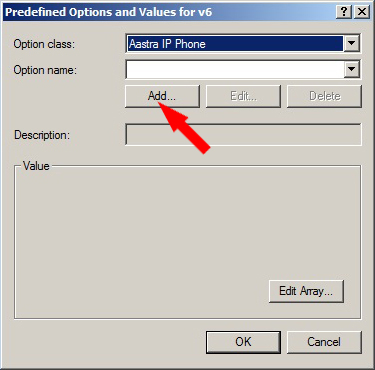 Predefined Options and Values for v6
Option class: Aastra IP Phone
Option name:
Add... Edit... Delete
Description:
Value
Edit Array...
OK Cancel